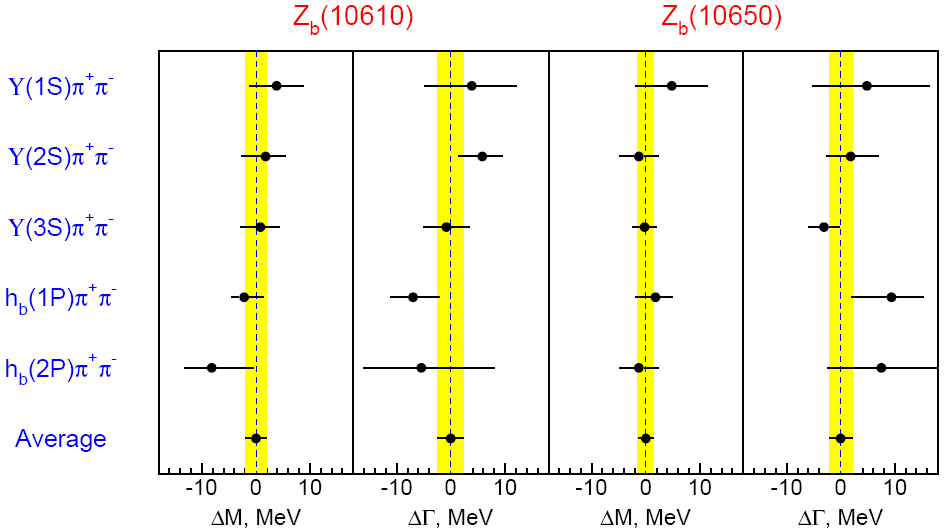 Z_b(10610) Z_b(10650)
Υ(1S)π⁺π⁻
Υ(2S)π⁺π⁻
Υ(3S)π⁺π⁻
h_b(1P)π⁺π⁻
h_b(2P)π⁺π⁻
Average
-10 0 10 -10 0 10 -10 0 10 -10 0 10
ΔM, MeV ΔΓ, MeV ΔM, MeV ΔΓ, MeV